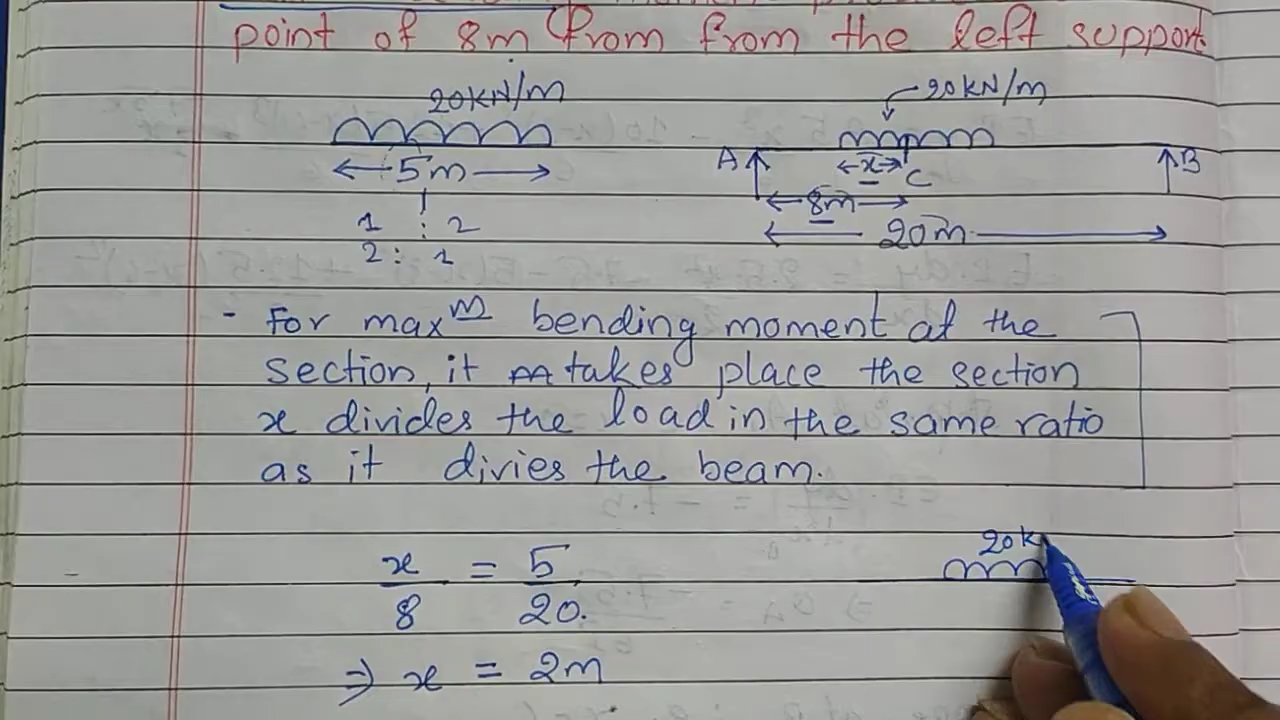 point of 8m (from from the left support.
20KN/m
5m
1 : 2
2 : 1
20KN/m
A
x
C
B
8m
20m
- For maxm bending moment at the
section, it takes place the section
x divides the load in the same ratio
as it divies the beam.
x/8 = 5/20.
⇒ x = 2m
20k